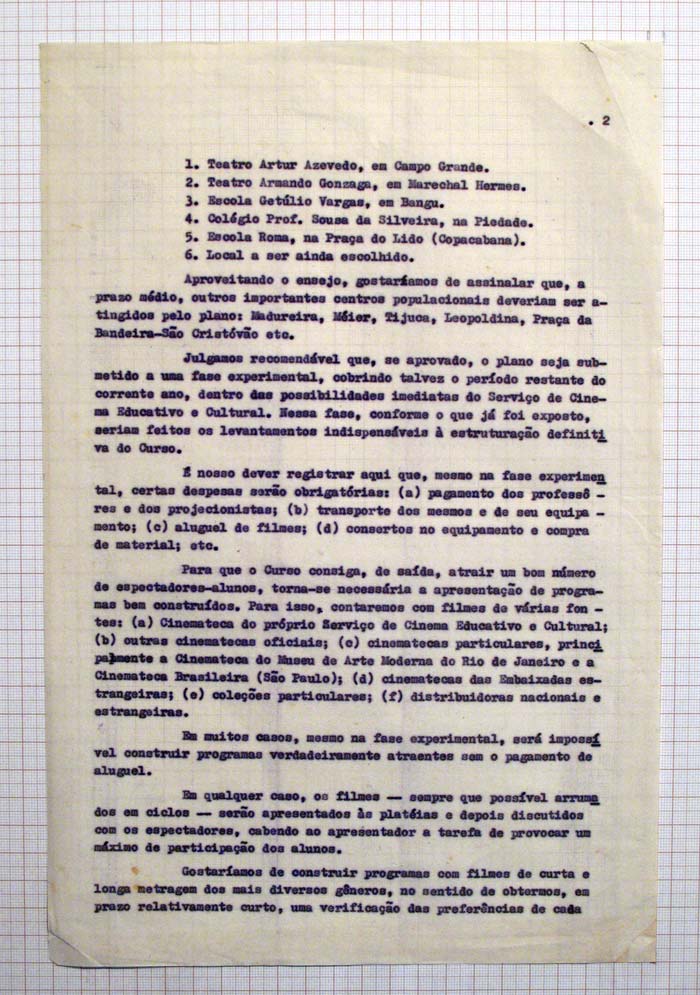 . 2
1. Teatro Artur Azevedo, em Campo Grande.
2. Teatro Armando Gonzaga, em Marechal Hermes.
3. Escola Getúlio Vargas, em Bangu.
4. Colégio Prof. Sousa da Silveira, na Piedade.
5. Escola Roma, na Praça do Lido (Copacabana).
6. Local a ser ainda escolhido.
Aproveitando o ensejo, gostaríamos de assinalar que, a
prazo médio, outros importantes centros populacionais deveriam ser a-
tingidos pelo plano: Madureira, Méier, Tijuca, Leopoldina, Praça da
Bandeira-São Cristóvão etc.
Julgamos recomendável que, se aprovado, o plano seja sub-
metido a uma fase experimental, cobrindo talvez o período restante do
corrente ano, dentro das possibilidades imediatas do Serviço de Cine-
ma Educativo e Cultural. Nessa fase, conforme o que já foi exposto,
seriam feitos os levantamentos indispensáveis à estruturação definiti
va do Curso.
É nosso dever registrar aqui que, mesmo na fase experimen
tal, certas despesas serão obrigatórias: (a) pagamento dos professô -
res e dos projecionistas; (b) transporte dos mesmos e de seu equipa -
mento; (c) aluguel de filmes; (d) consertos no equipamento e compra
de material; etc.
Para que o Curso consiga, de saída, atrair um bom número
de espectadores-alunos, torna-se necessária a apresentação de progra-
mas bem construídos. Para isso, contaremos com filmes de várias fon -
tes: (a) Cinemateca do próprio Serviço de Cinema Educativo e Cultural;
(b) outras cinematecas oficiais; (c) cinematecas particulares, princi
palmente a Cinemateca do Museu de Arte Moderna do Rio de Janeiro e a
Cinemateca Brasileira (São Paulo); (d) cinematecas das Embaixadas es-
trangeiras; (e) coleções particulares; (f) distribuidoras nacionais e
estrangeiras.
Em muitos casos, mesmo na fase experimental, será impossí
vel construir programas verdadeiramente atraentes sem o pagamento de
aluguel.
Em qualquer caso, os filmes — sempre que possível arruma
dos em ciclos — serão apresentados às platéias e depois discutidos
com os espectadores, cabendo ao apresentador a tarefa de provocar um
máximo de participação dos alunos.
Gostaríamos de construir programas com filmes de curta e
longa metragem dos mais diversos gêneros, no sentido de obtermos, em
prazo relativamente curto, uma verificação das preferências de cada